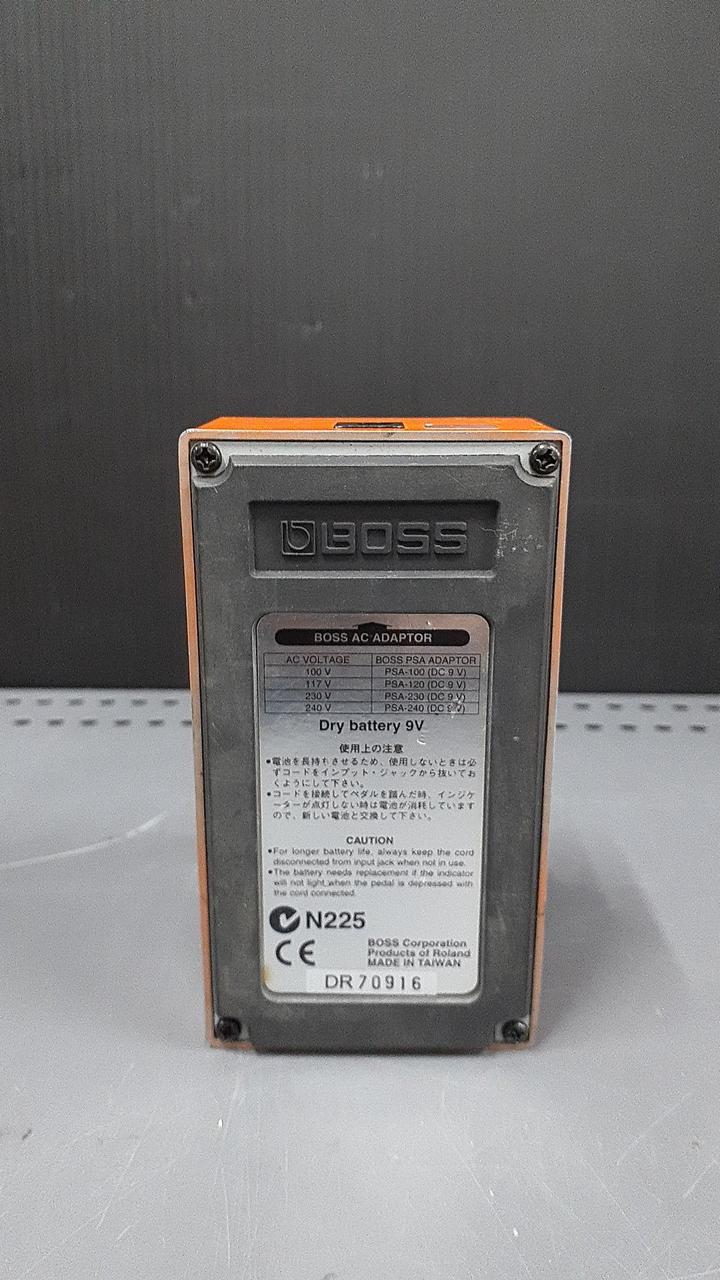 BOSS
BOSS AC ADAPTOR
AC VOLTAGE BOSS PSA ADAPTOR
100 V PSA-100 (DC 9 V)
117 V PSA-120 (DC 9 V)
230 V PSA-230 (DC 9 V)
240 V PSA-240 (DC 9 V)
Dry battery 9V
使用上の注意
●電池を長持ちさせるため、使用しないときは必
ずコードをインプット・ジャックから抜いてお
くようにして下さい。
●コードを接続してペダルを踏んだ時、インジケ
ーターが点灯しない時は電池が消耗しています
ので、新しい電池と交換して下さい。
CAUTION
●For longer battery life, always keep the cord
disconnected from input jack when not in use.
●The battery needs replacement if the indicator
will not light when the pedal is depressed with
the cord connected.
N225
CE
BOSS Corporation
Products of Roland
MADE IN TAIWAN
DR70916